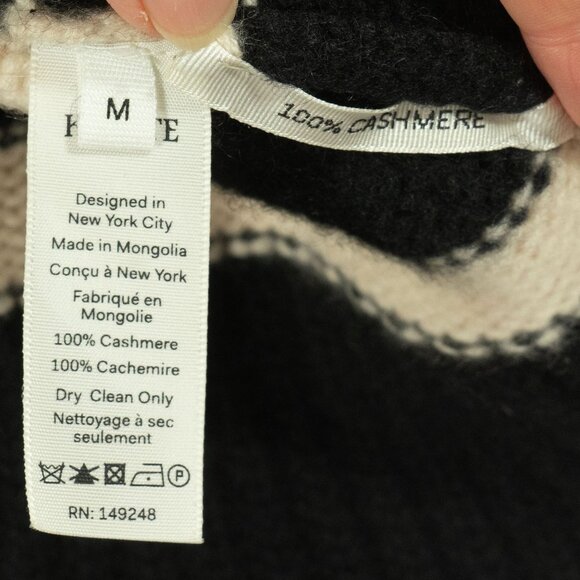 M
100% CASHMERE
Designed in
New York City
Made in Mongolia
Conçu à New York
Fabriqué en
Mongolie
100% Cashmere
100% Cachemire
Dry Clean Only
Nettoyage à sec
seulement
P
RN: 149248